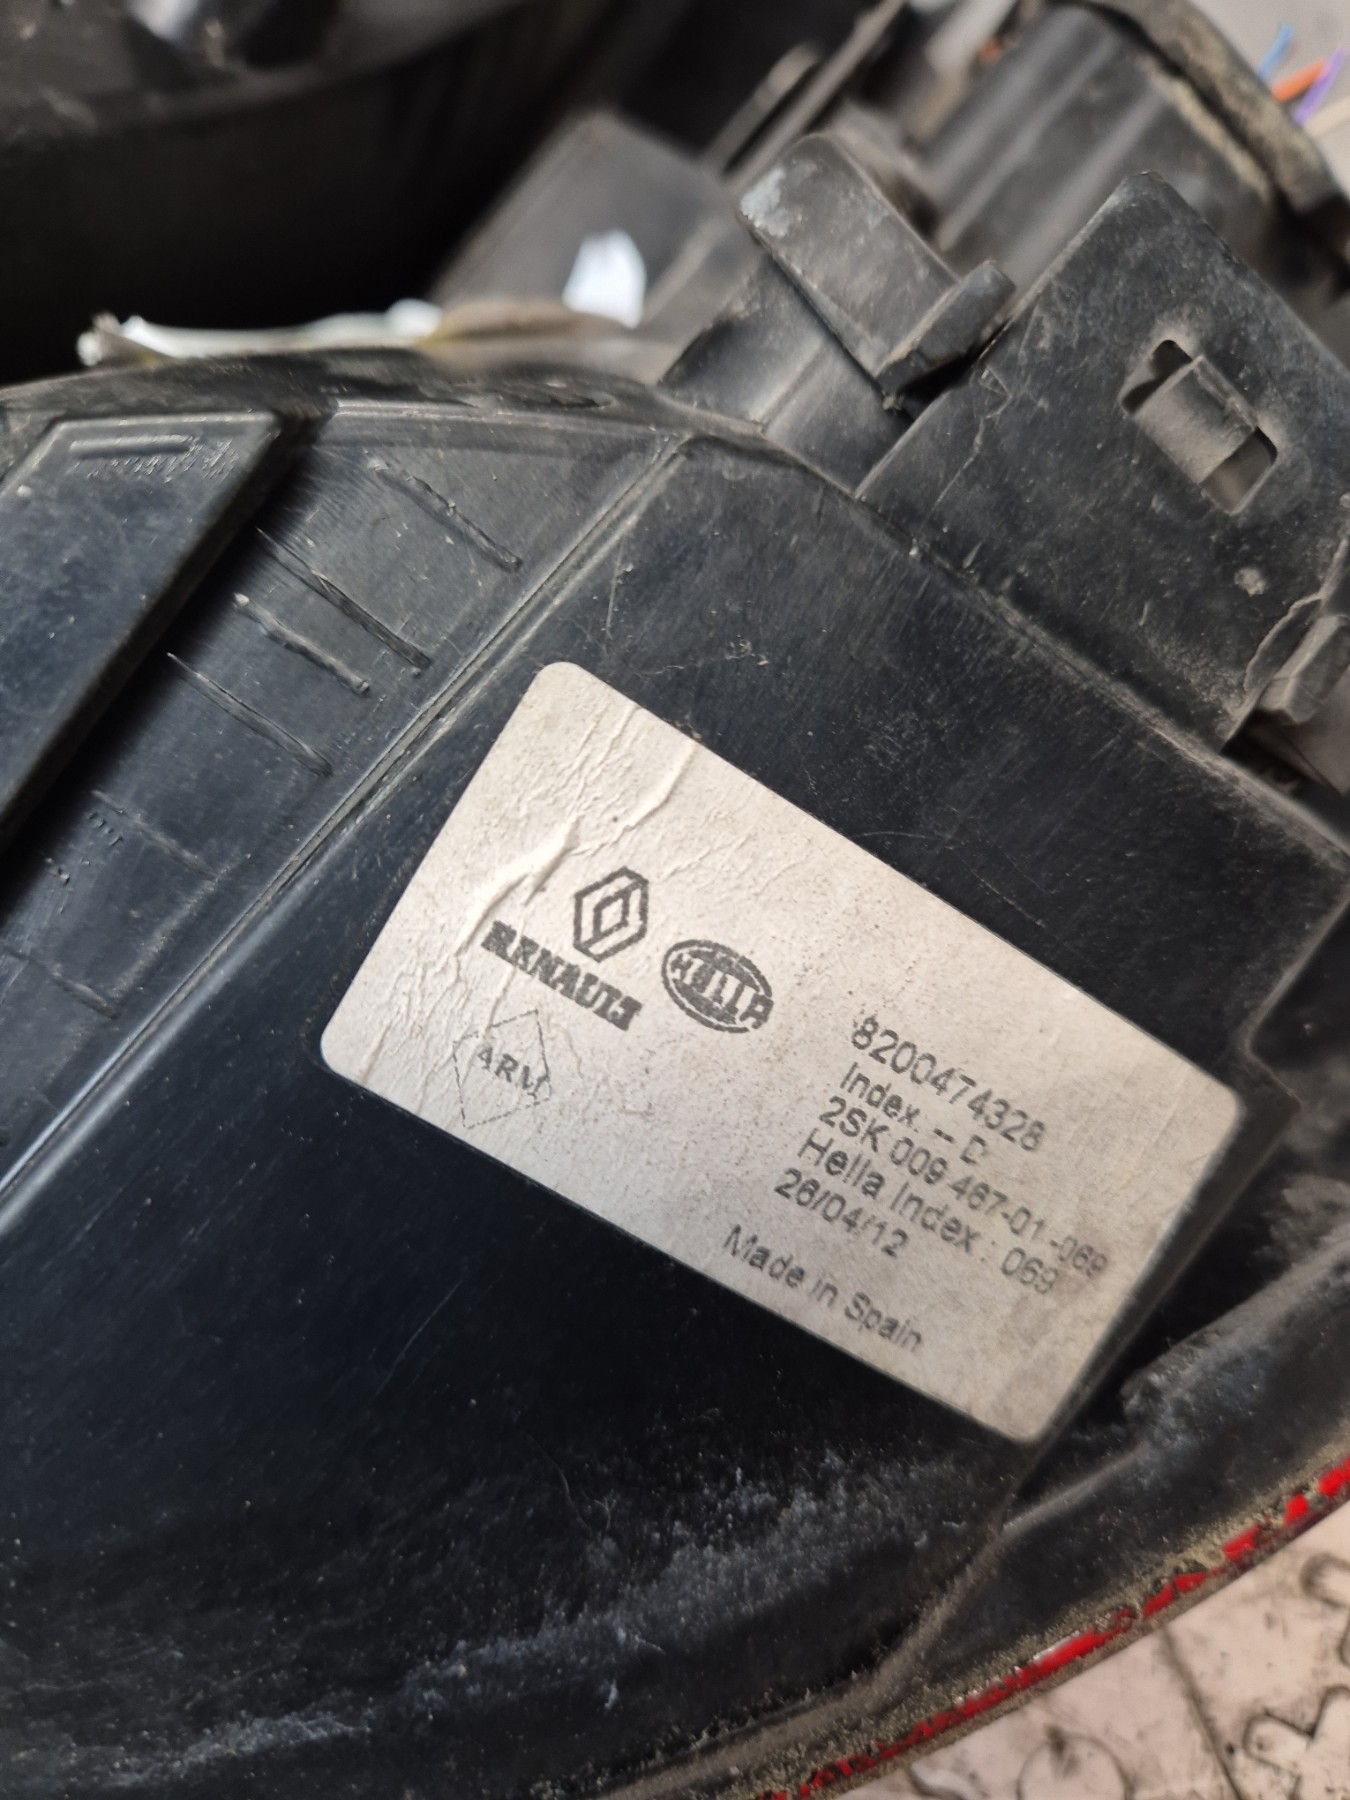 RENAULT
HELLA
ARM
8200474328
Index. -- D
2SK 009 467-01 -069
Hella Index : 069
26/04/12
Made in Spain